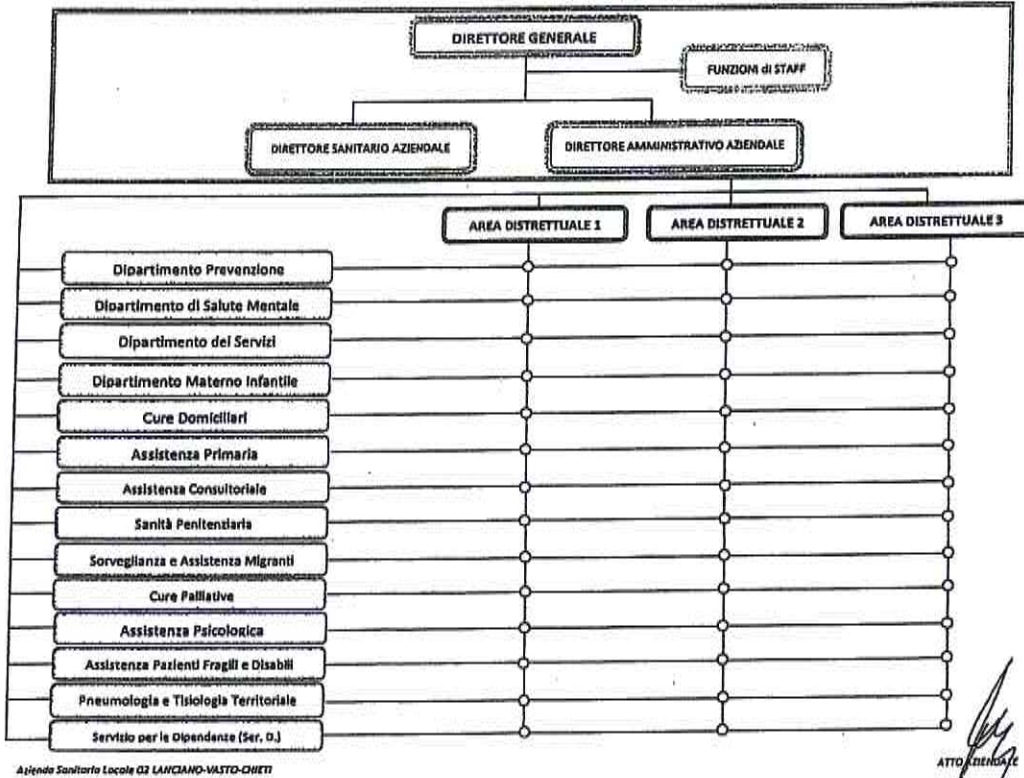 DIRETTORE GENERALE
FUNZIONI di STAFF
DIRETTORE SANITARIO AZIENDALE
DIRETTORE AMMINISTRATIVO AZIENDALE
AREA DISTRETTUALE 1
AREA DISTRETTUALE 2
AREA DISTRETTUALE 3
Dipartimento Prevenzione
Dipartimento di Salute Mentale
Dipartimento dei Servizi
Dipartimento Materno Infantile
Cure Domiciliari
Assistenza Primaria
Assistenza Consultoriale
Sanità Penitenziaria
Sorveglianza e Assistenza Migranti
Cure Palliative
Assistenza Psicologica
Assistenza Pazienti Fragili e Disabili
Pneumologia e Tisiologia Territoriale
Servizio per le Dipendenze (Ser. D.)
Azienda Sanitaria Locale 02 LANCIANO-VASTO-CHIETI
ATTO AZIENDALE